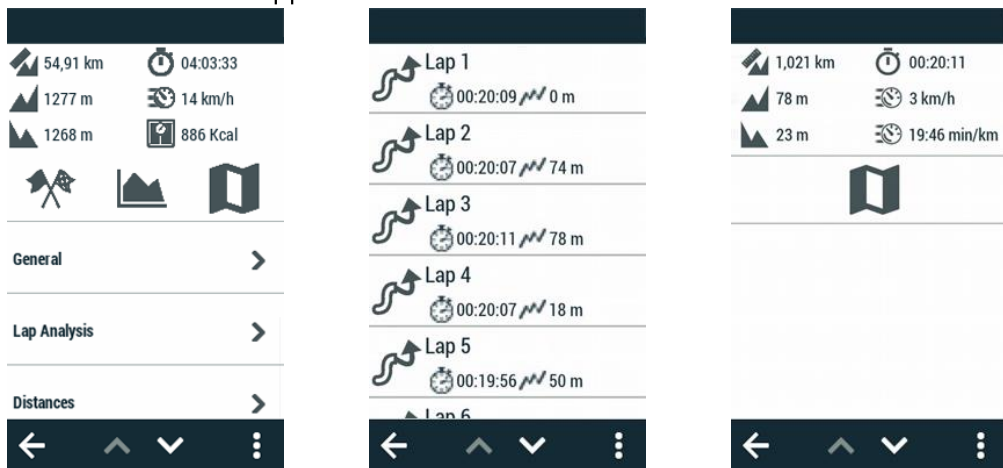 54,91 km 04:03:33
1277 m 14 km/h
1268 m 886 Kcal
General
Lap Analysis
Distances
Lap 1
00:20:09 0 m
Lap 2
00:20:07 74 m
Lap 3
00:20:11 78 m
Lap 4
00:20:07 18 m
Lap 5
00:19:56 50 m
Lap 6
1,021 km 00:20:11
78 m 3 km/h
23 m 19:46 min/km